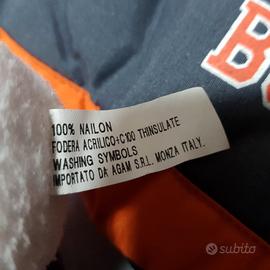 B
100% NAILON
FODERA ACRILICO+C100 THINSULATE
WASHING SYMBOLS
IMPORTATO DA AGAM S.R.L. MONZA ITALY.
subito